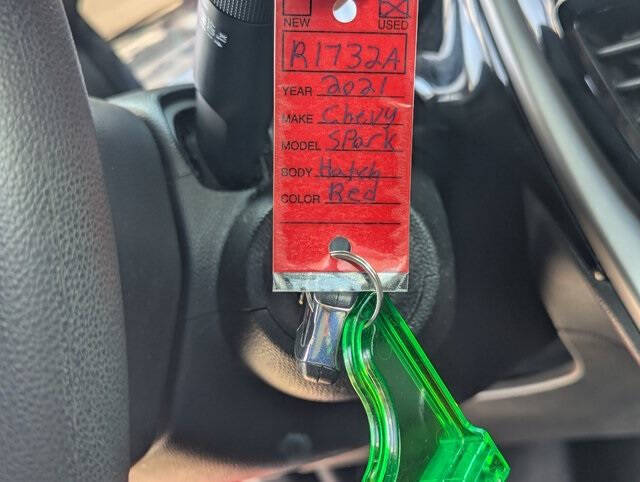 NEW USED
R1732A
YEAR 2021
MAKE Chevy
MODEL SPark
BODY Hatch
COLOR Red